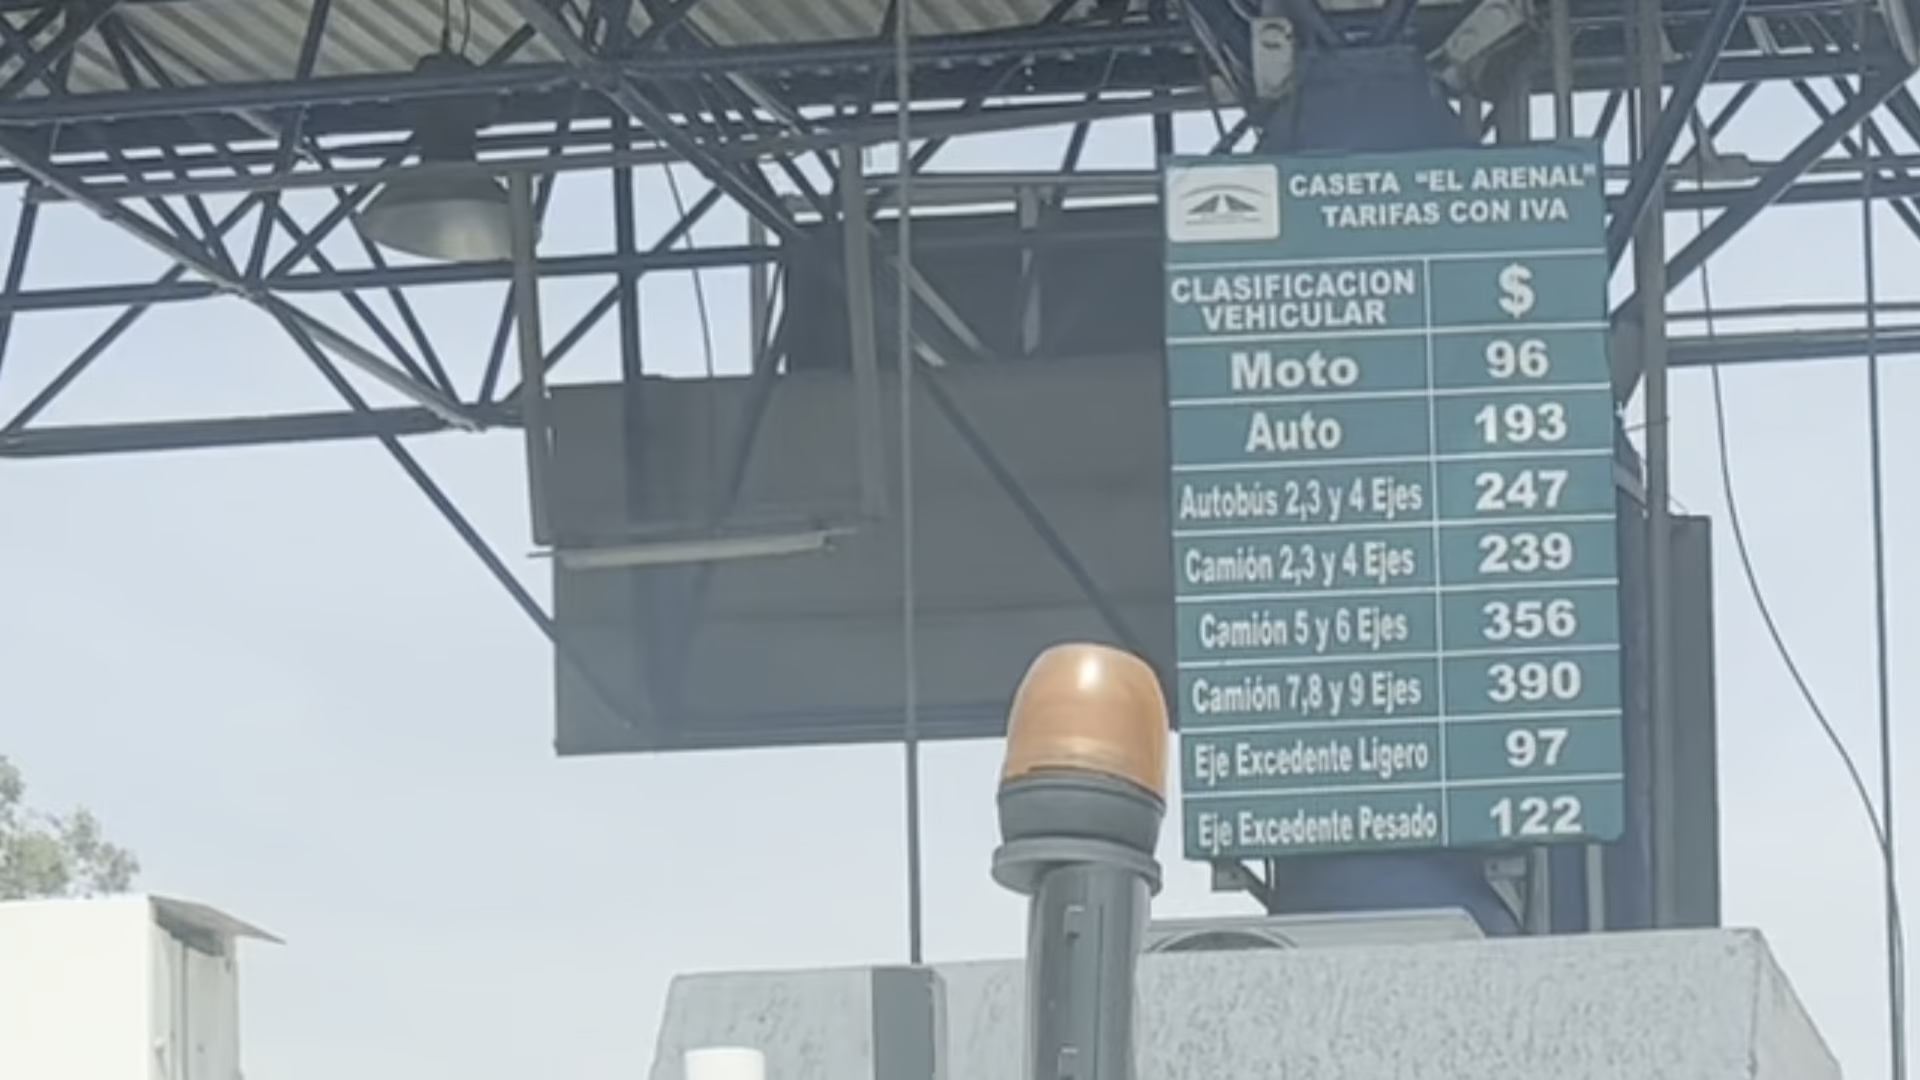 CASETA "EL ARENAL"
TARIFAS CON IVA
CLASIFICACION
VEHICULAR
$
Moto 96
Auto 193
Autobús 2,3 y 4 Ejes 247
Camión 2,3 y 4 Ejes 239
Camión 5 y 6 Ejes 356
Camión 7,8 y 9 Ejes 390
Eje Excedente Ligero 97
Eje Excedente Pesado 122